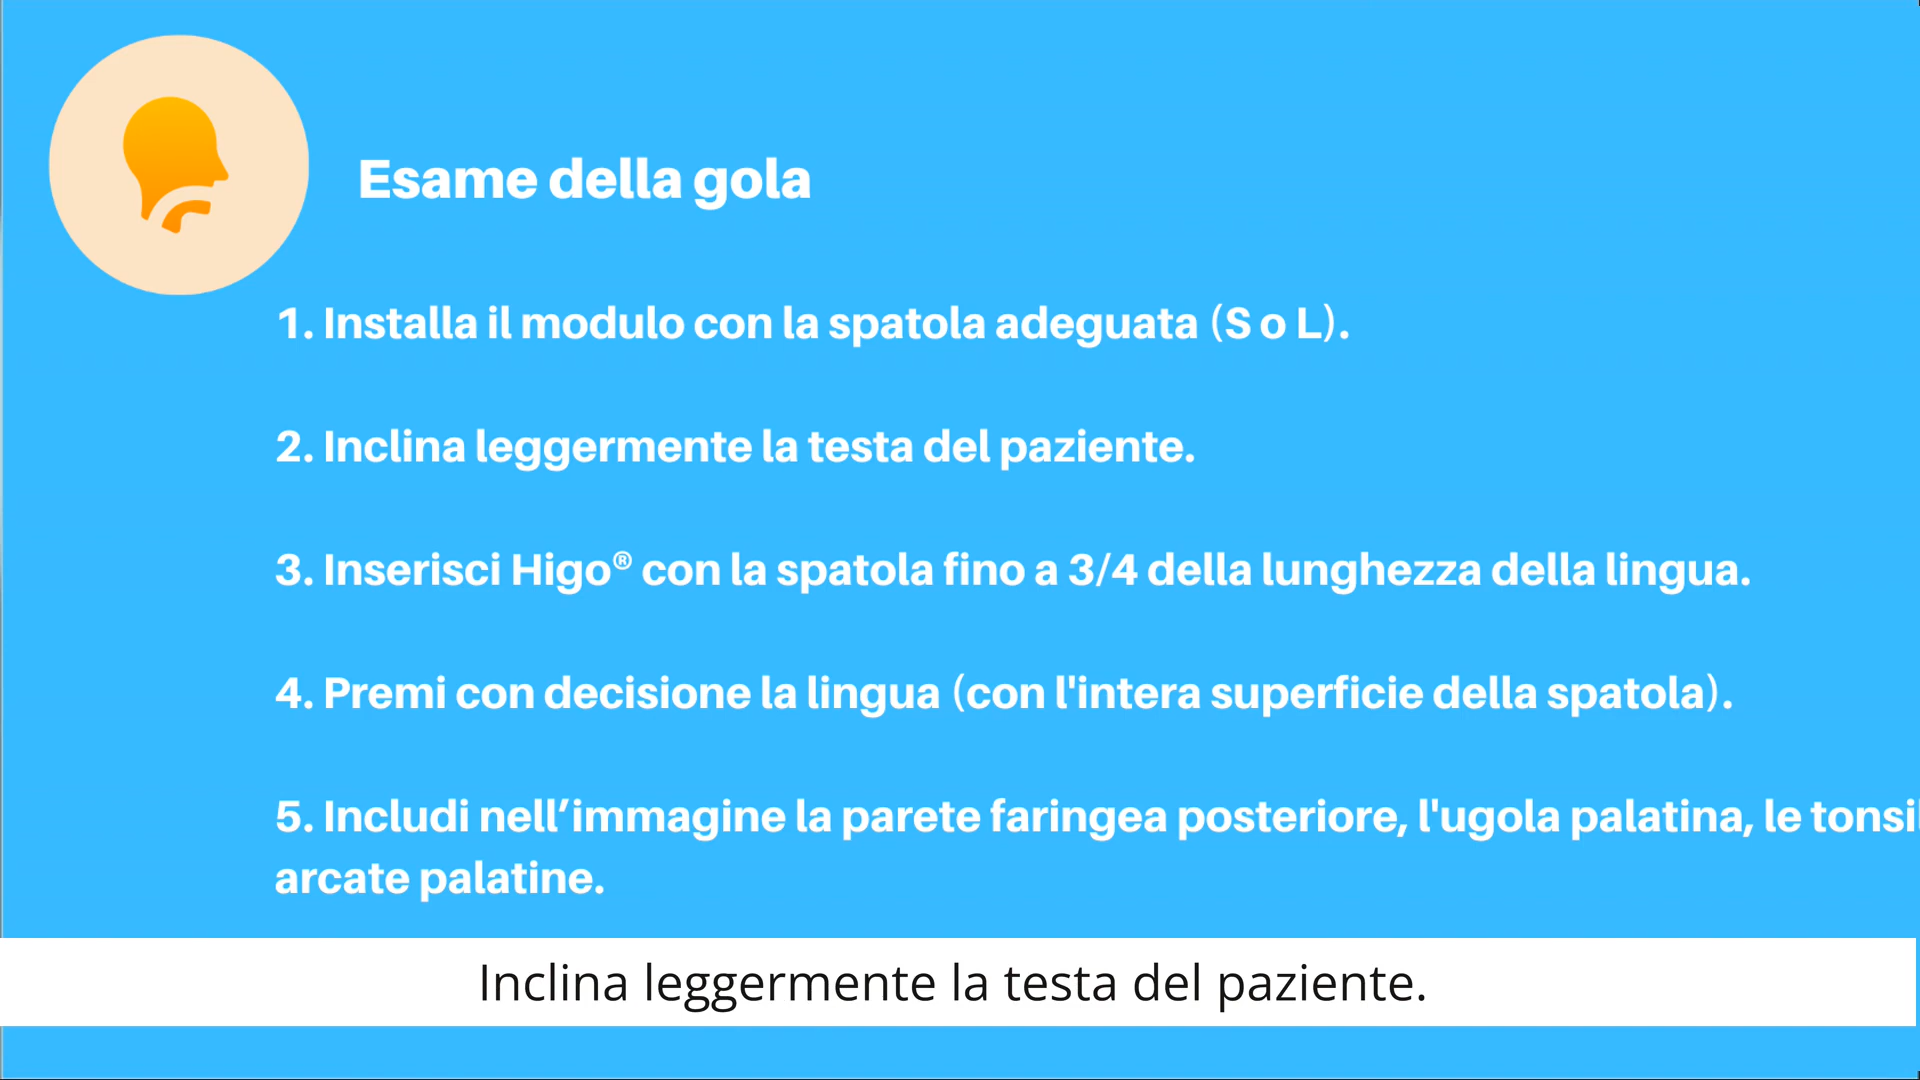 Esame della gola
1. Installa il modulo con la spatola adeguata (S o L).
2. Inclina leggermente la testa del paziente.
3. Inserisci Higo® con la spatola fino a 3/4 della lunghezza della lingua.
4. Premi con decisione la lingua (con l'intera superficie della spatola).
5. Includi nell’immagine la parete faringea posteriore, l'ugola palatina, le
arcate palatine.
Inclina leggermente la testa del paziente.